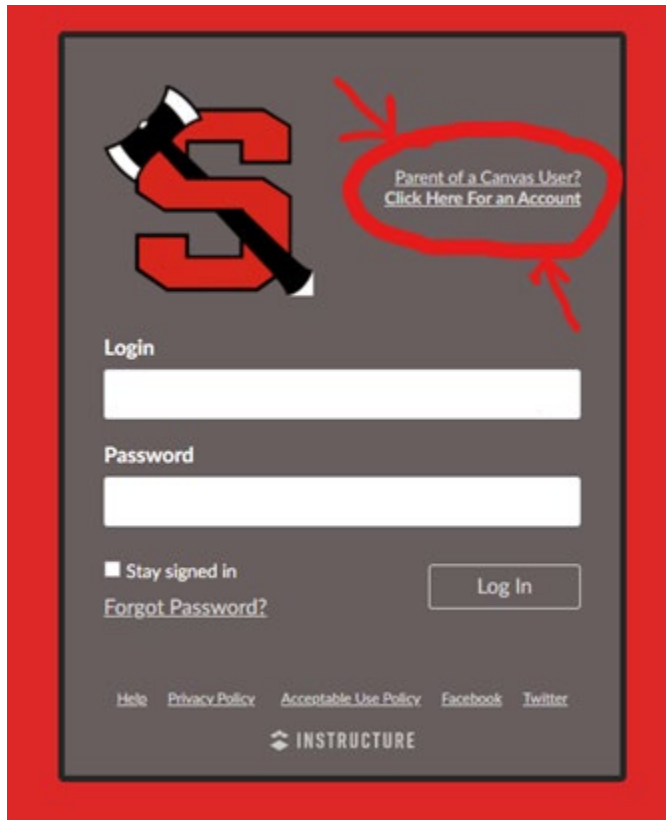 S
Parent of a Canvas User?
Click Here For an Account
Login
Password
Stay signed in
Log In
Forgot Password?
Help Privacy Policy Acceptable Use Policy Facebook Twitter
INSTRUCTURE